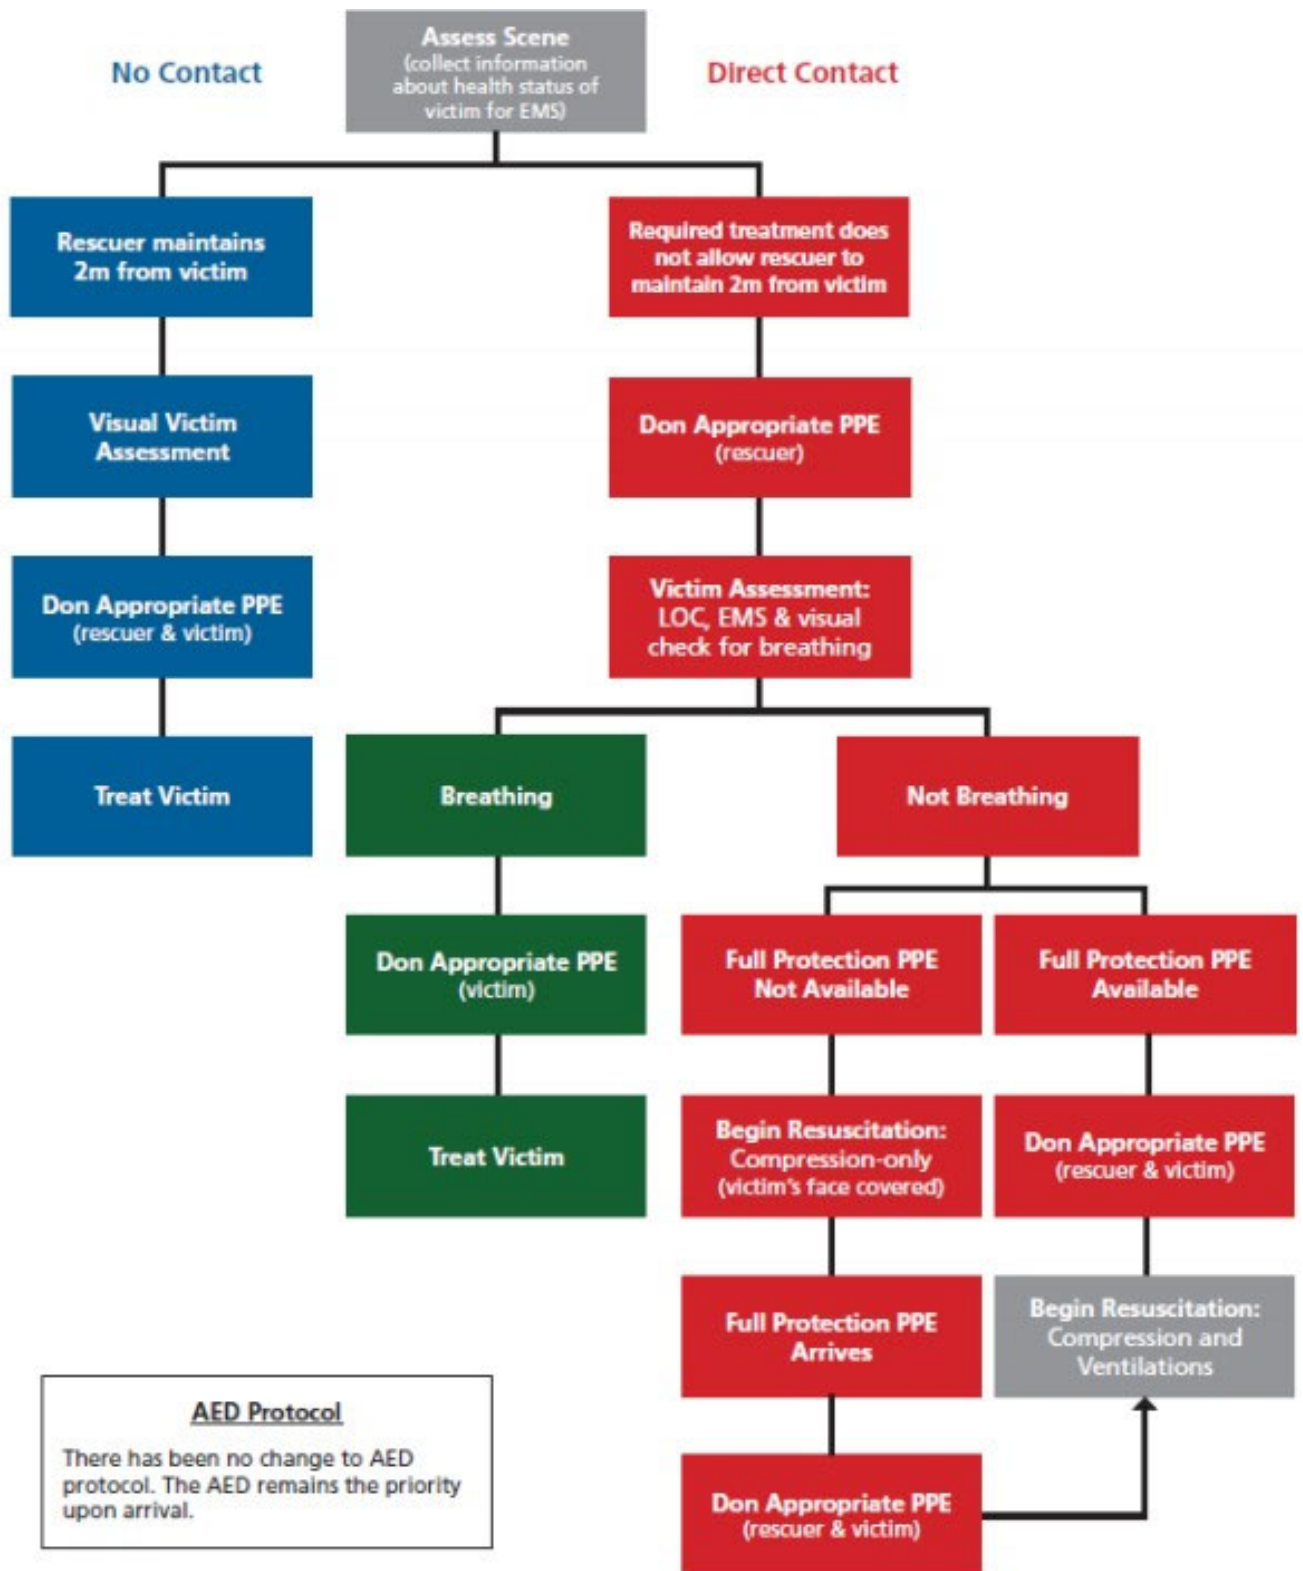 No Contact
Assess Scene
(collect information
about health status of
victim for EMS)
Direct Contact
Rescuer maintains
2m from victim
Required treatment does
not allow rescuer to
maintain 2m from victim
Visual Victim
Assessment
Don Appropriate PPE
(rescuer)
Don Appropriate PPE
(rescuer & victim)
Victim Assessment:
LOC, EMS & visual
check for breathing
Treat Victim
Breathing
Not Breathing
Don Appropriate PPE
(victim)
Full Protection PPE
Not Available
Full Protection PPE
Available
Treat Victim
Begin Resuscitation:
Compression-only
(victim's face covered)
Don Appropriate PPE
(rescuer & victim)
Full Protection PPE
Arrives
Begin Resuscitation:
Compression and
Ventilations
AED Protocol
There has been no change to AED
protocol. The AED remains the priority
upon arrival.
Don Appropriate PPE
(rescuer & victim)